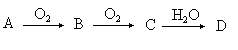 A —O₂→ B —O₂→ C —H₂O→ D